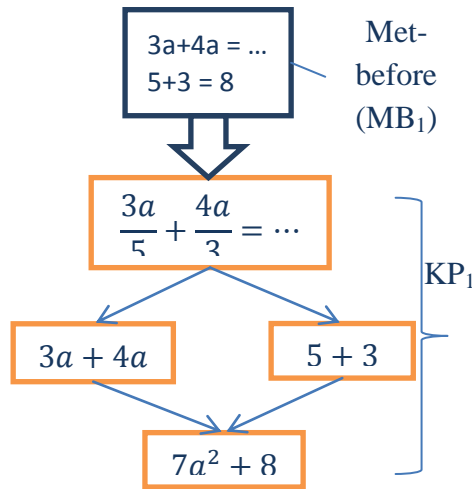 3a+4a = ...
5+3 = 8
Met-
before
(MB₁)
3a/5 + 4a/3 = ⋯
KP₁
3a + 4a
5 + 3
7a² + 8